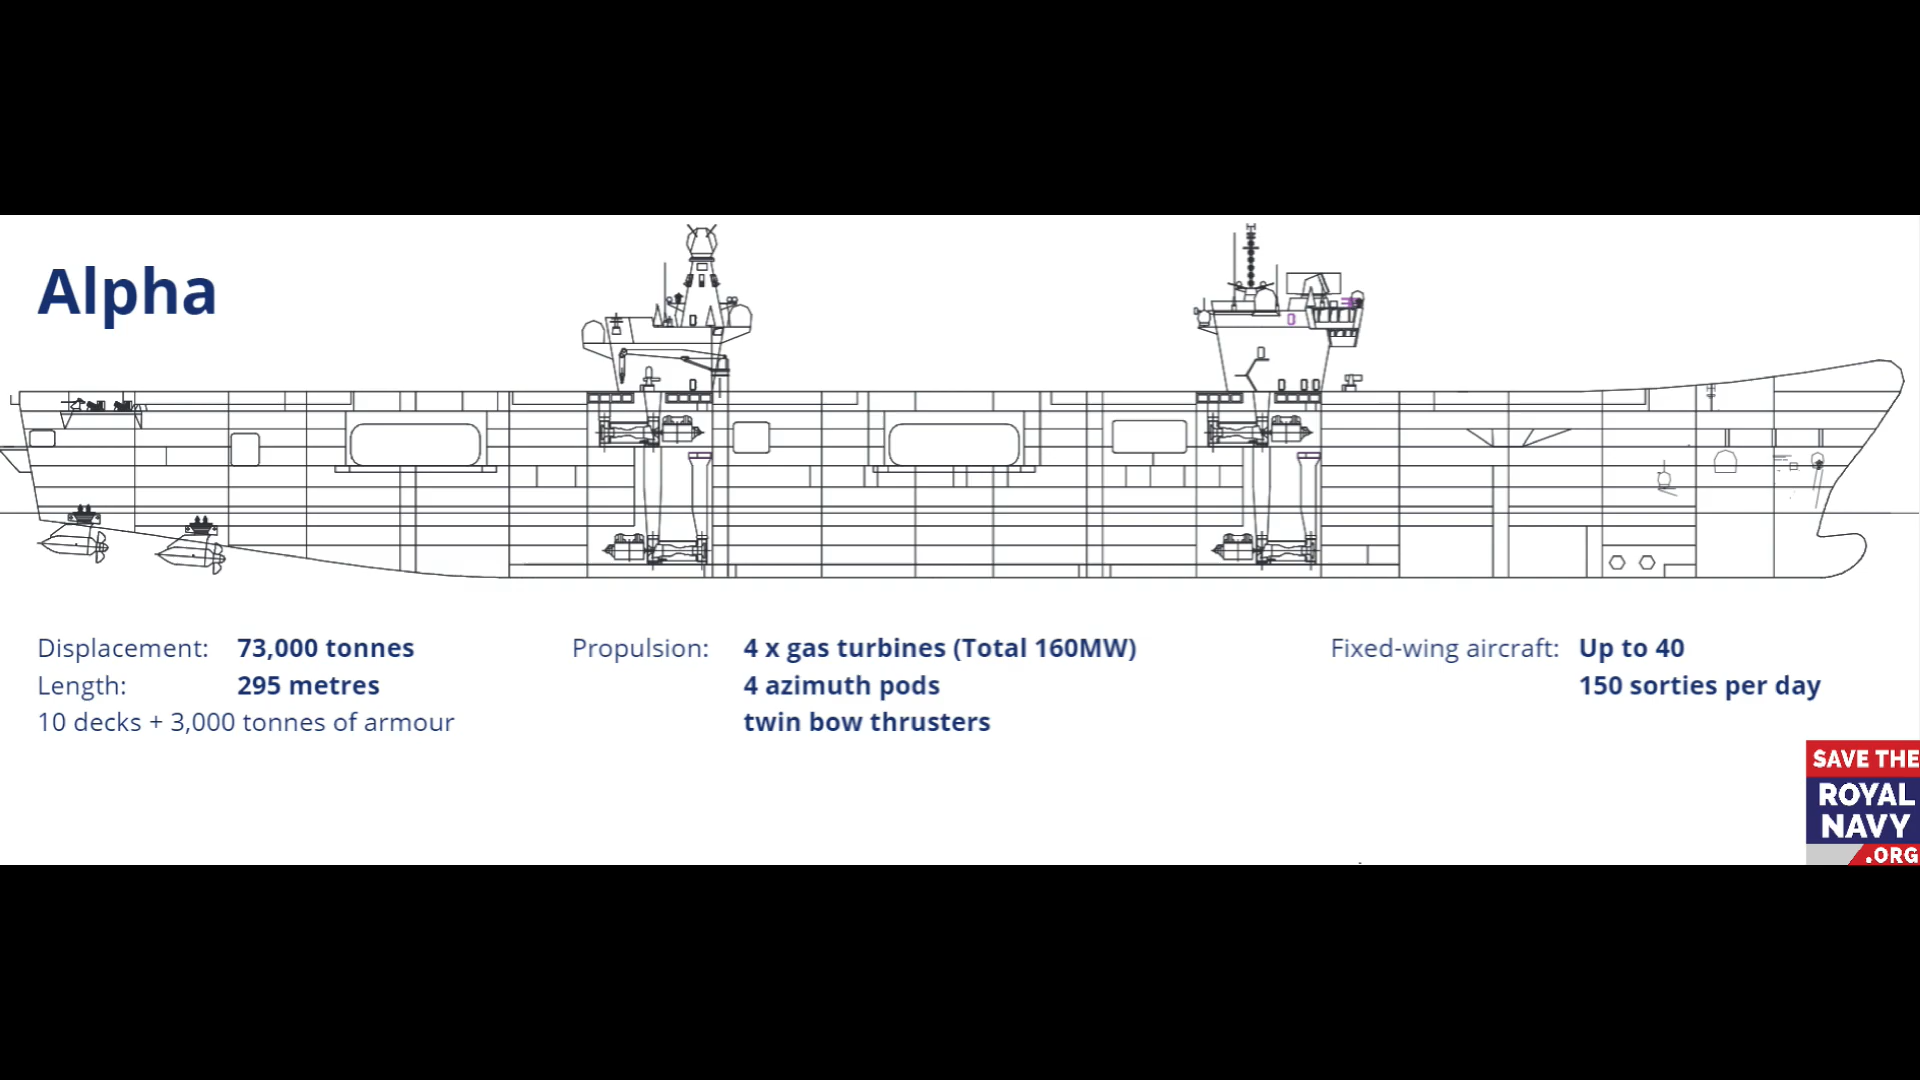 Alpha
Displacement: 73,000 tonnes
Length: 295 metres
10 decks + 3,000 tonnes of armour
Propulsion: 4 x gas turbines (Total 160MW)
4 azimuth pods
twin bow thrusters
Fixed-wing aircraft: Up to 40
150 sorties per day
SAVE THE
ROYAL
NAVY
.ORG